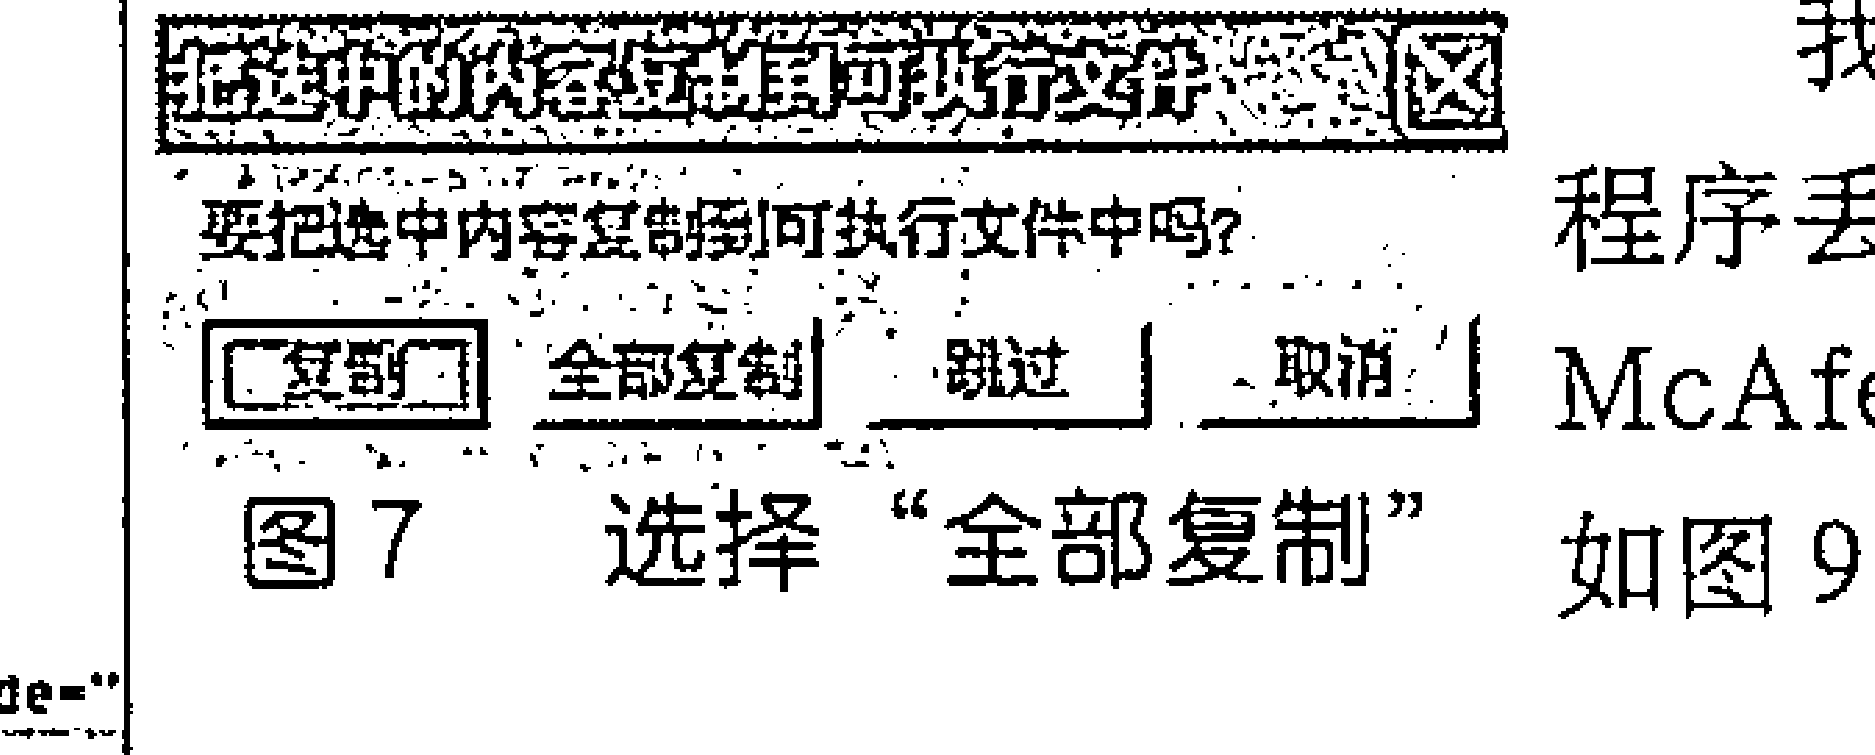 把选中的内容复制到可执行文件
要把选中内容复制到可执行文件中吗?
复制 全部复制 跳过 取消
图 7 选择“全部复制”
de="
我
程序丢
McAfe
如图 9